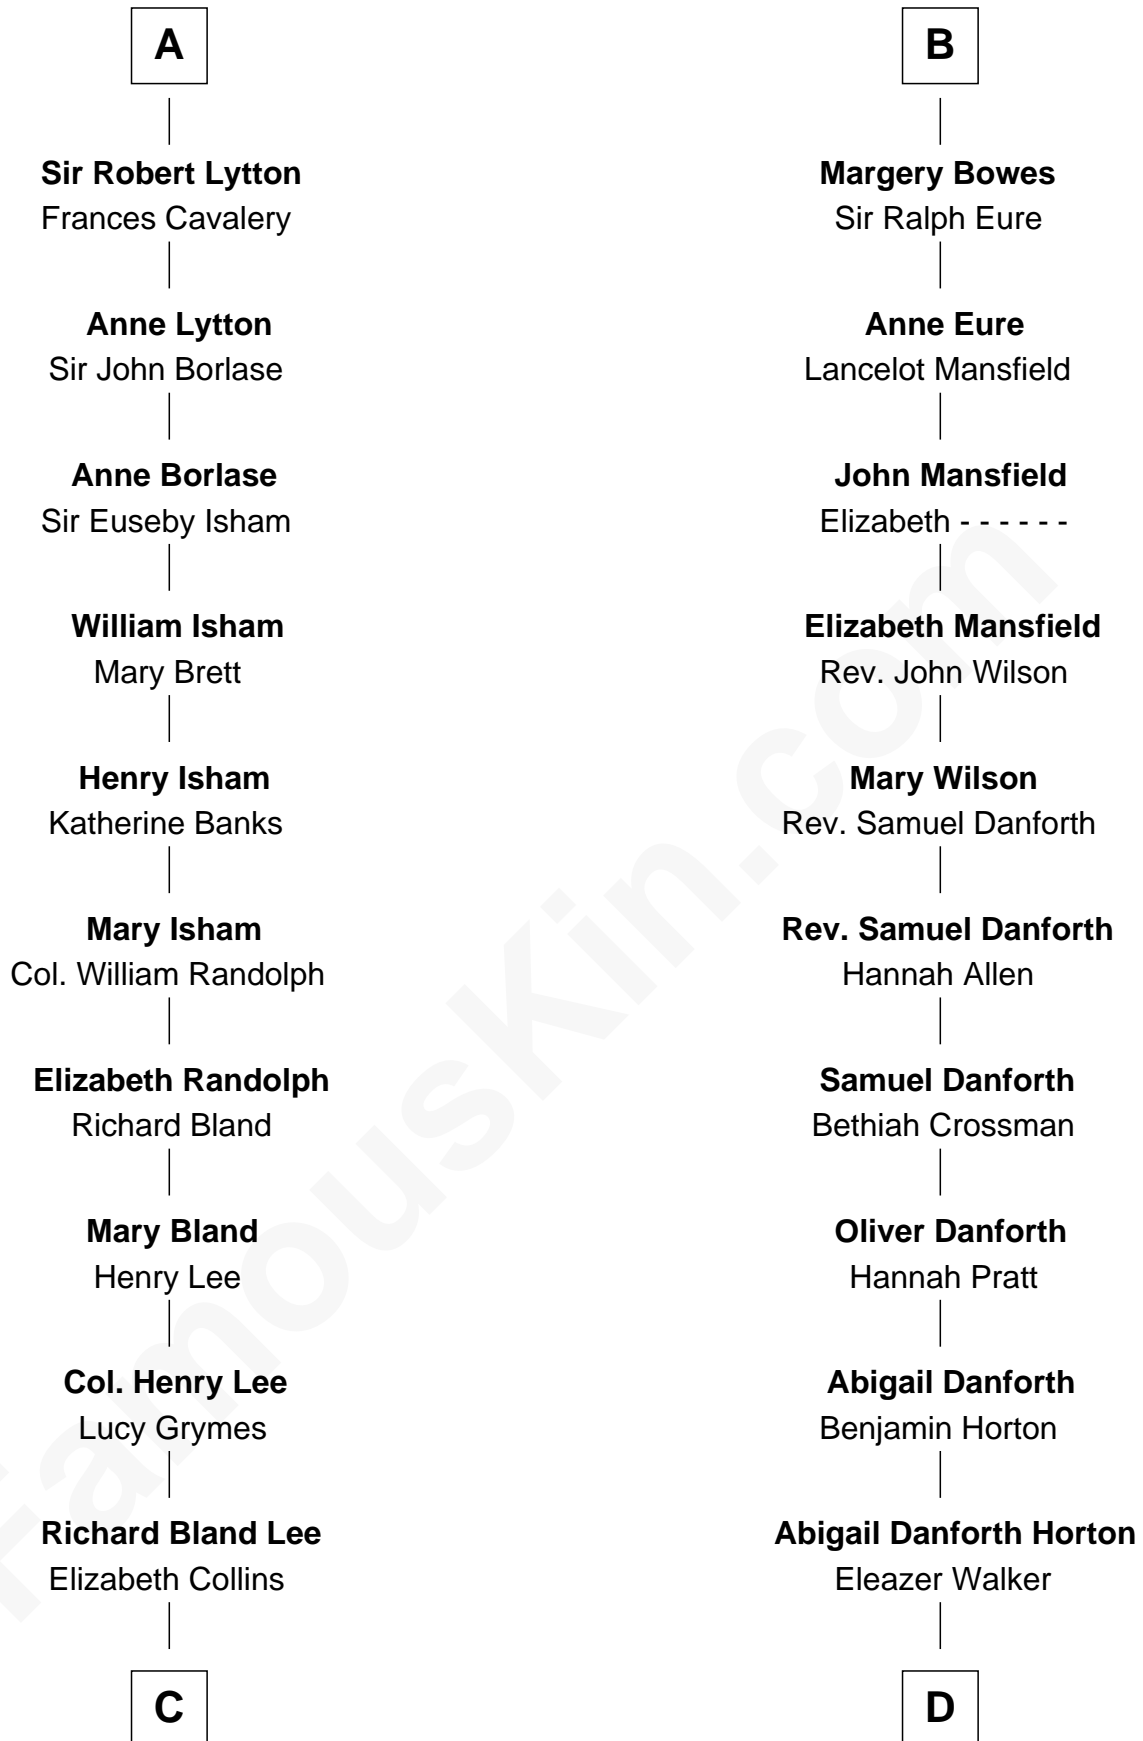 A
Sir Robert Lytton
Frances Cavalery
Anne Lytton
Sir John Borlase
Anne Borlase
Sir Euseby Isham
William Isham
Mary Brett
Henry Isham
Katherine Banks
Mary Isham
Col. William Randolph
Elizabeth Randolph
Richard Bland
Mary Bland
Henry Lee
Col. Henry Lee
Lucy Grymes
Richard Bland Lee
Elizabeth Collins
C
B
Margery Bowes
Sir Ralph Eure
Anne Eure
Lancelot Mansfield
John Mansfield
Elizabeth - - - - - -
Elizabeth Mansfield
Rev. John Wilson
Mary Wilson
Rev. Samuel Danforth
Rev. Samuel Danforth
Hannah Allen
Samuel Danforth
Bethiah Crossman
Oliver Danforth
Hannah Pratt
Abigail Danforth
Benjamin Horton
Abigail Danforth Horton
Eleazer Walker
D
FamousKin.com